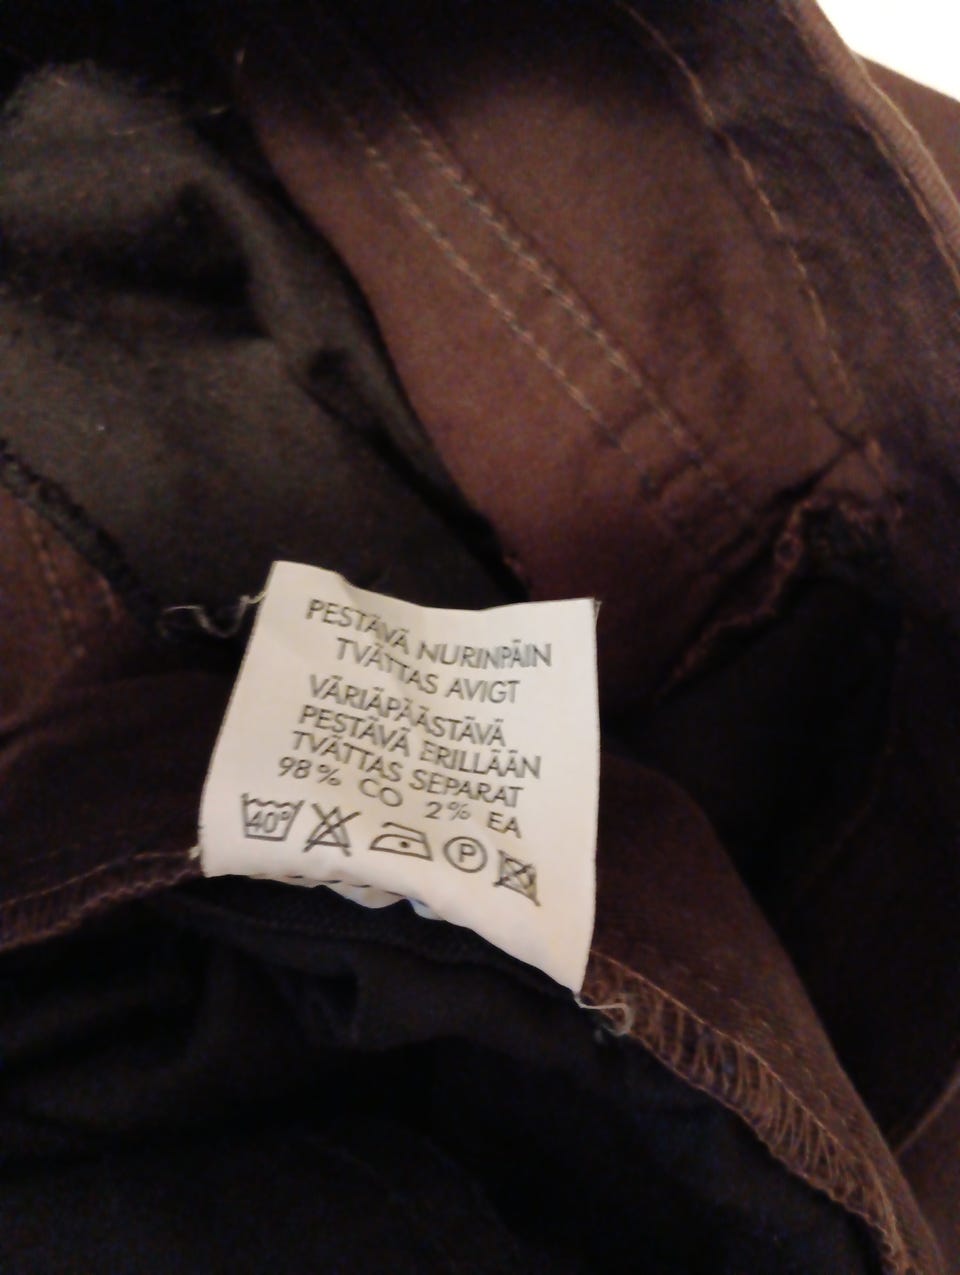 PESTÄVÄ NURINPÄIN
TVÄTTAS AVIGT
VÄRIÄPÄÄSTÄVÄ
PESTÄVÄ ERILLÄÄN
TVÄTTAS SEPARAT
98% CO 2% EA
40° P